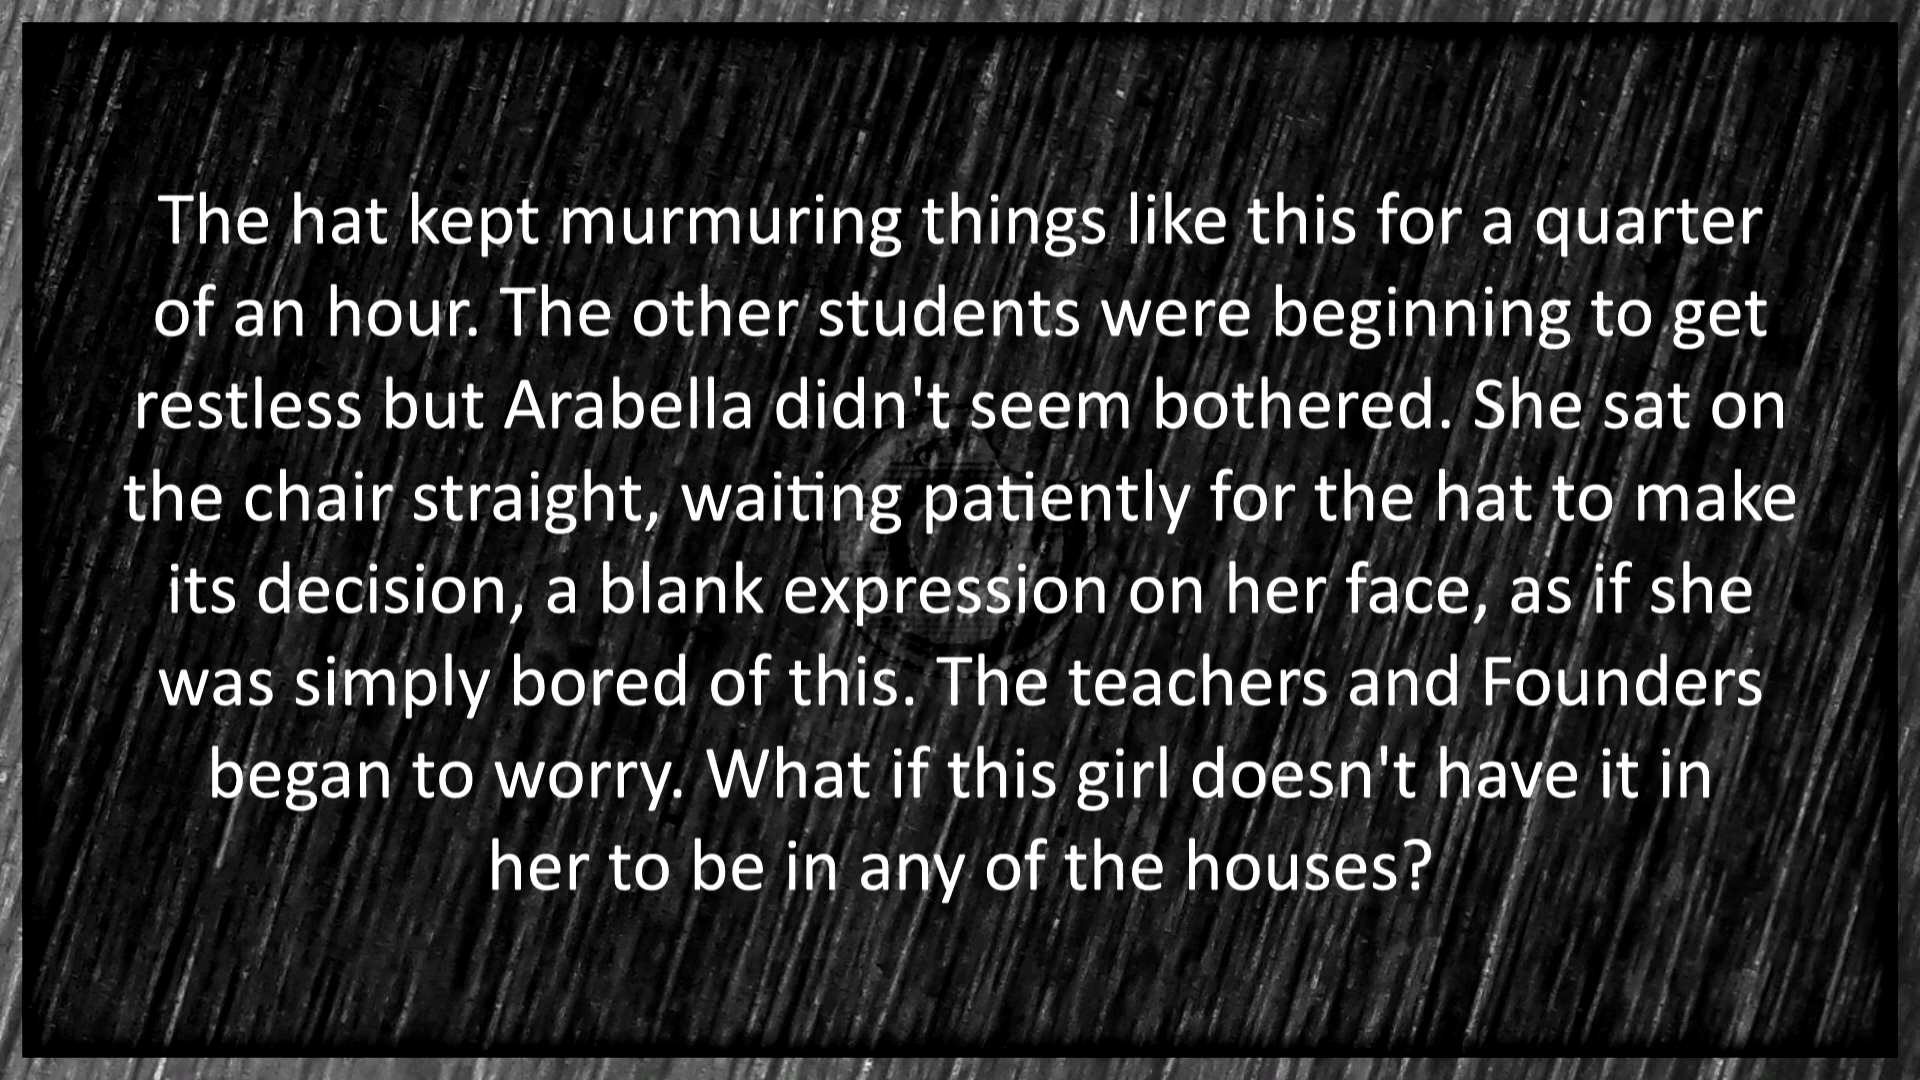 The hat kept murmuring things like this for a quarter
of an hour. The other students were beginning to get
restless but Arabella didn't seem bothered. She sat on
the chair straight, waiting patiently for the hat to make
its decision, a blank expression on her face, as if she
was simply bored of this. The teachers and Founders
began to worry. What if this girl doesn't have it in
her to be in any of the houses?